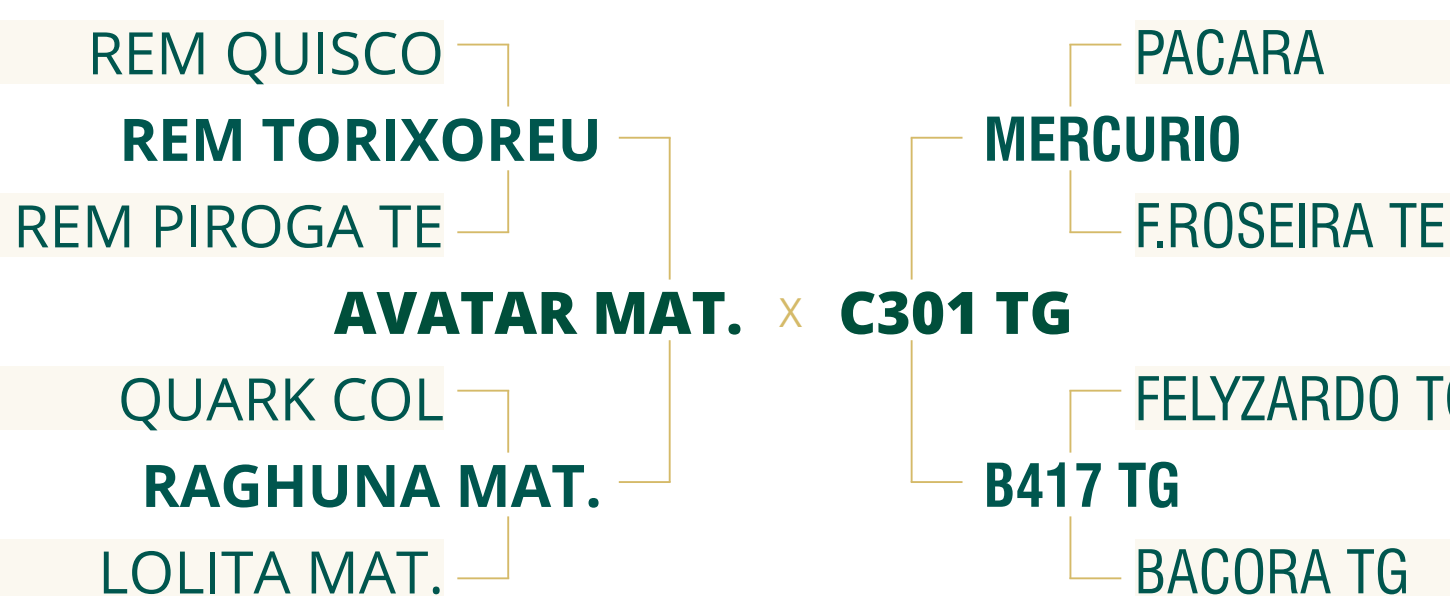 REM QUISCO
PACARA
REM TORIXOREU
MERCURIO
REM PIROGA TE
F.ROSEIRA TE
AVATAR MAT. X C301 TG
QUARK COL
FELYZARDO
RAGHUNA MAT.
B417 TG
LOLITA MAT.
BACORA TG